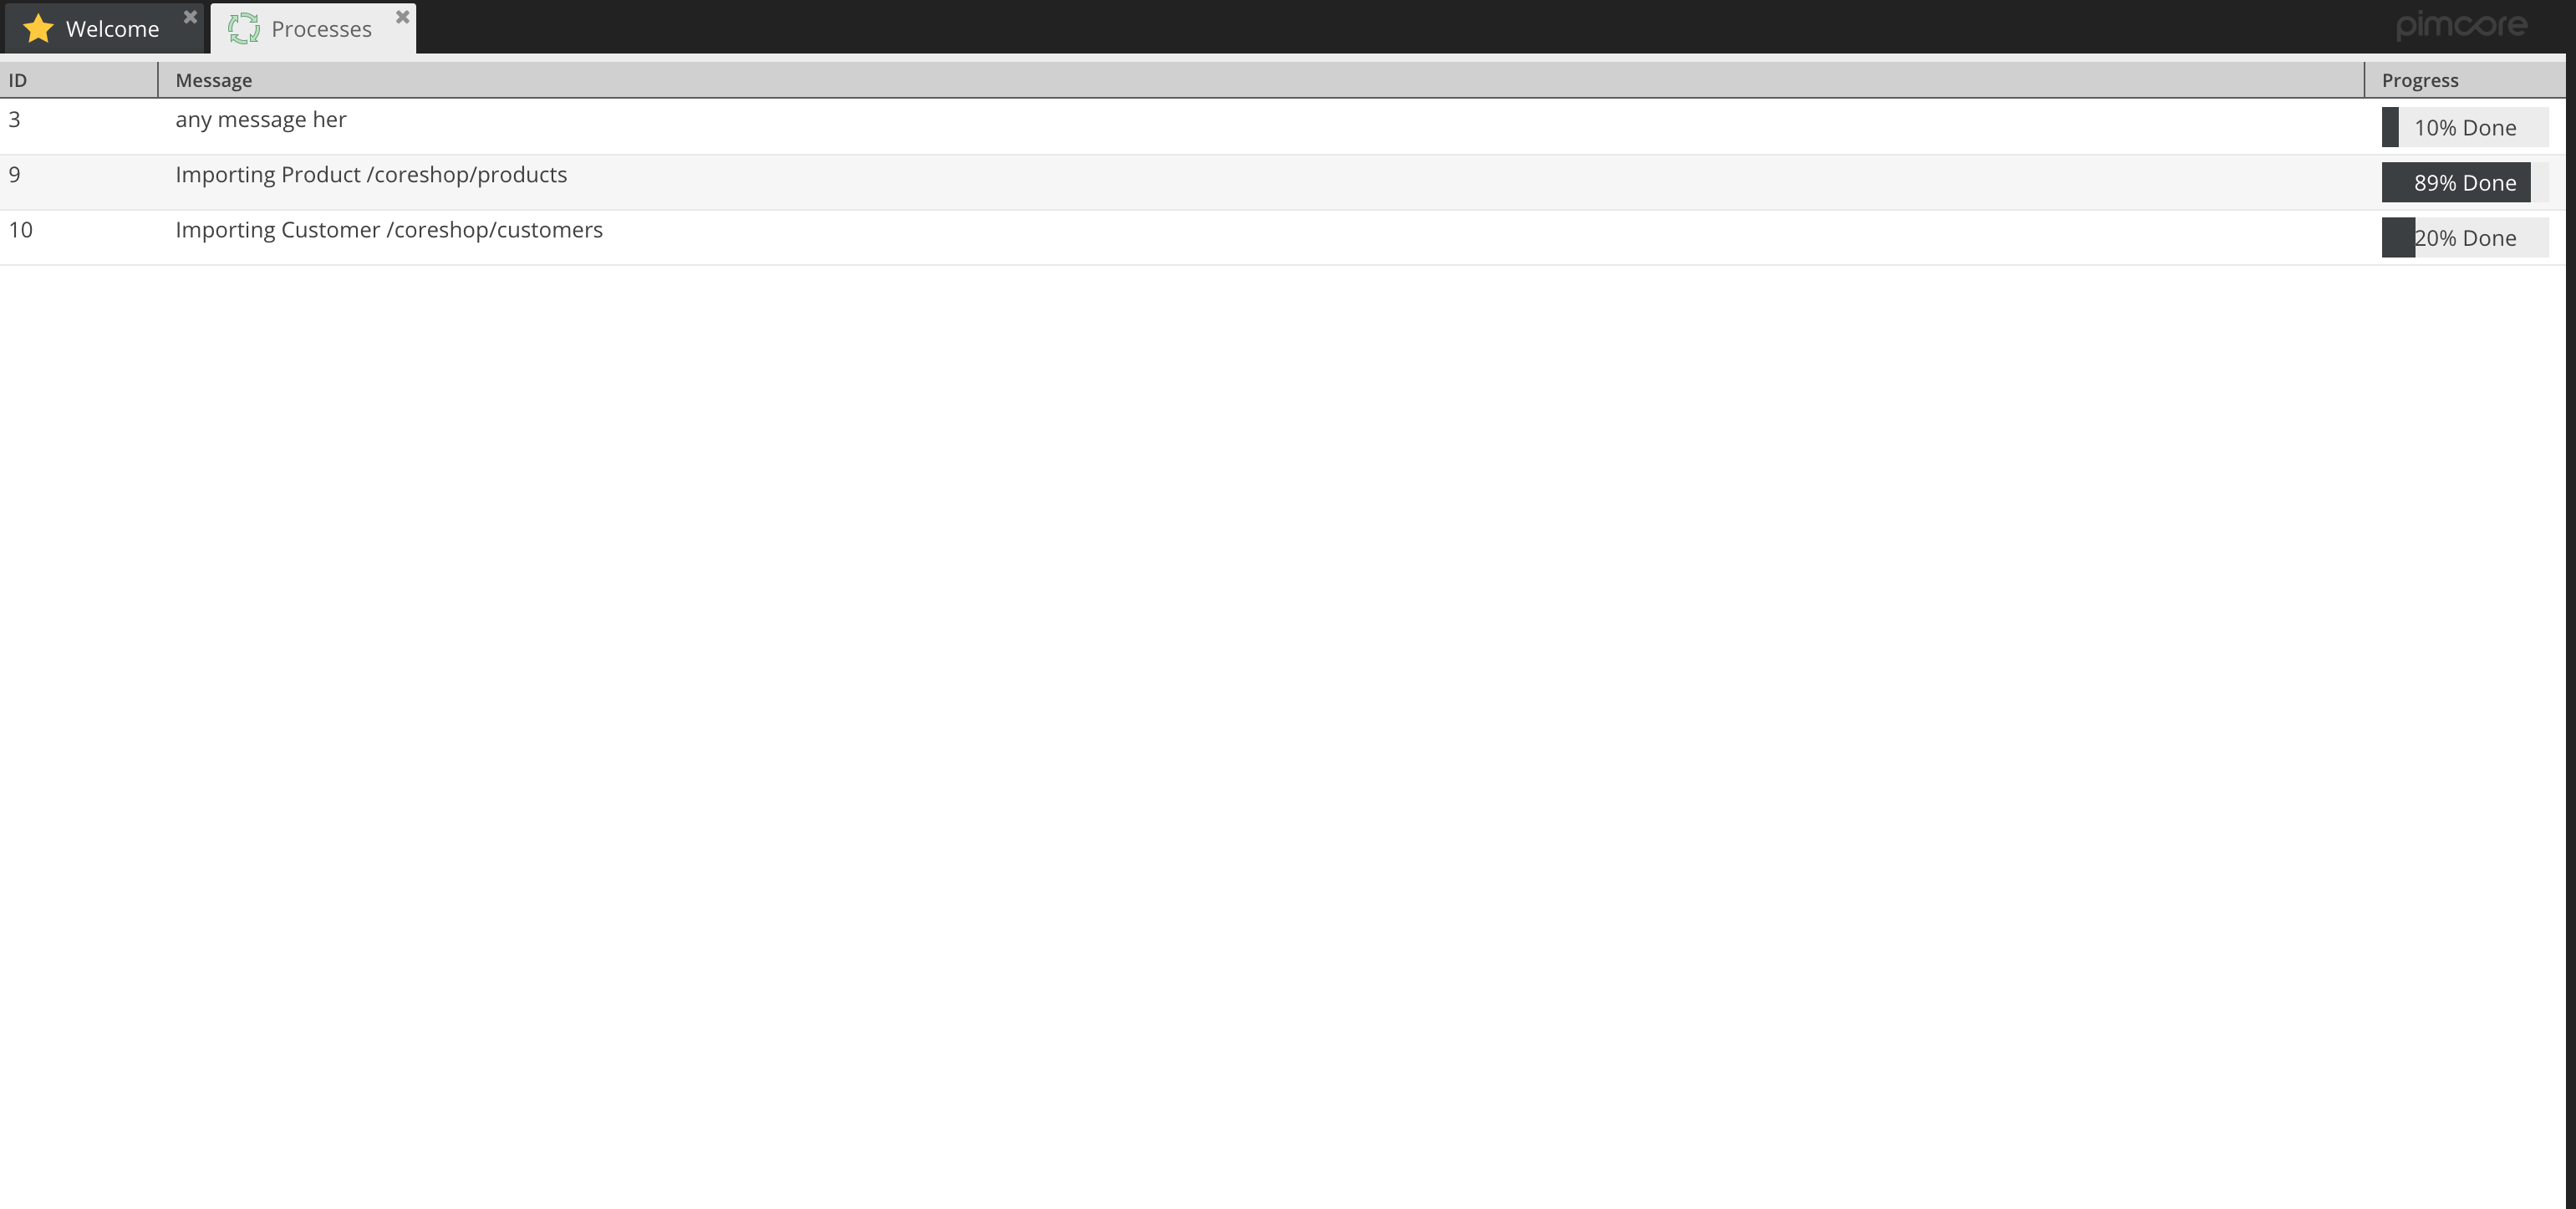 Welcome Processes pimcore
ID Message Progress
3 any message her 10% Done
9 Importing Product /coreshop/products 89% Done
10 Importing Customer /coreshop/customers 20% Done